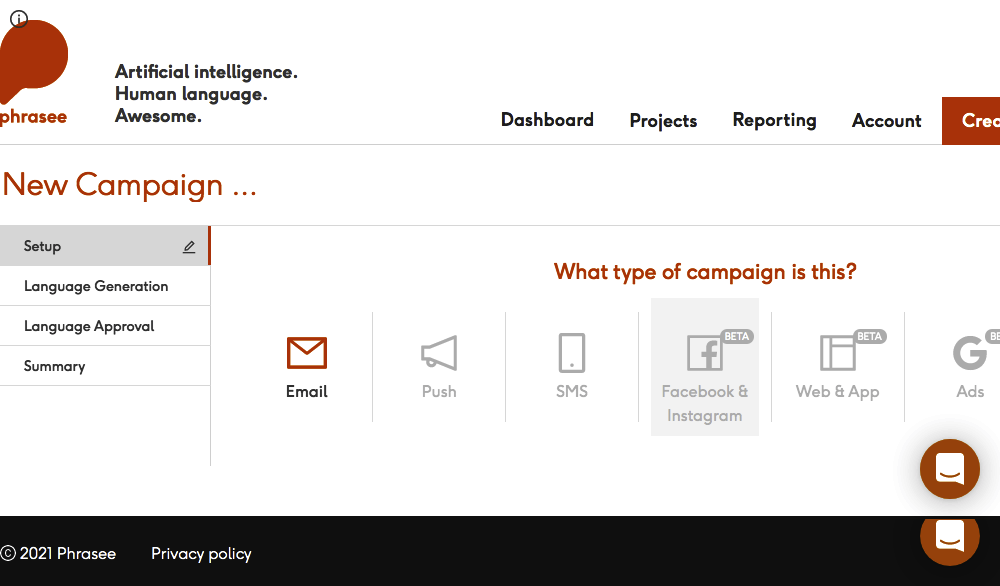 phrasee
Artificial intelligence.
Human language.
Awesome.
Dashboard Projects Reporting Account
New Campaign ...
Setup
Language Generation
Language Approval
Summary
What type of campaign is this?
BETA BETA
Email Push SMS Facebook & Web & App Ads
Instagram
© 2021 Phrasee Privacy policy